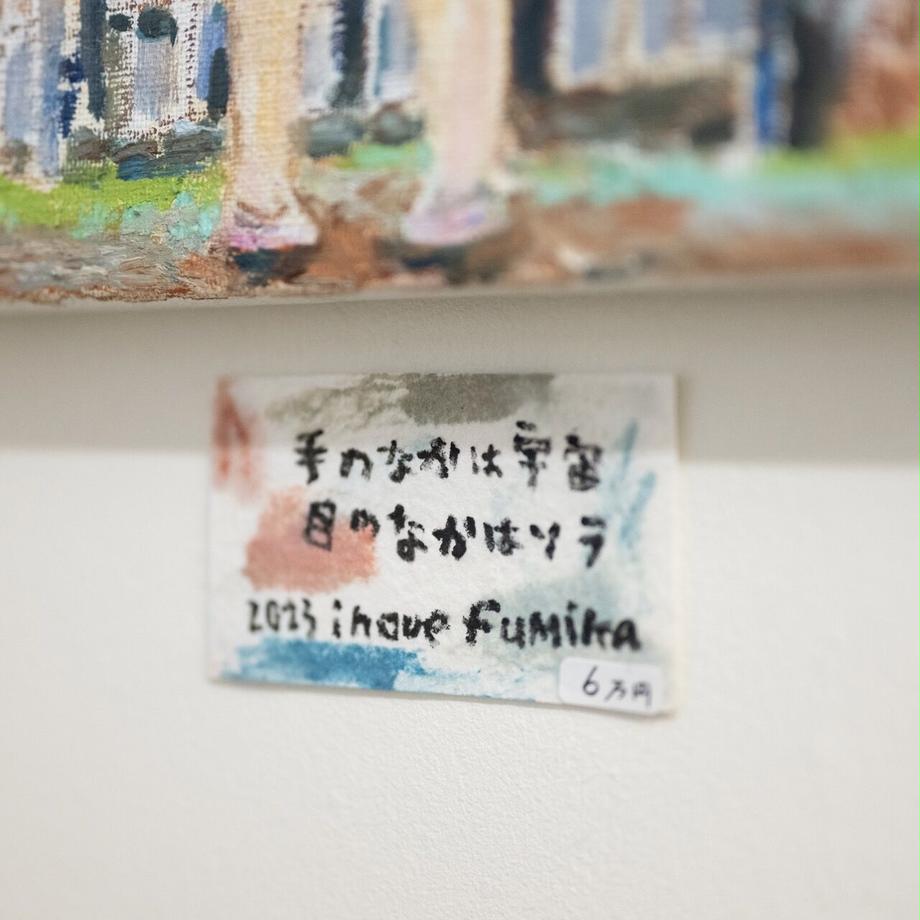 手のなかは宇宙
目のなかはソラ
2023 inoue fumika
6万円